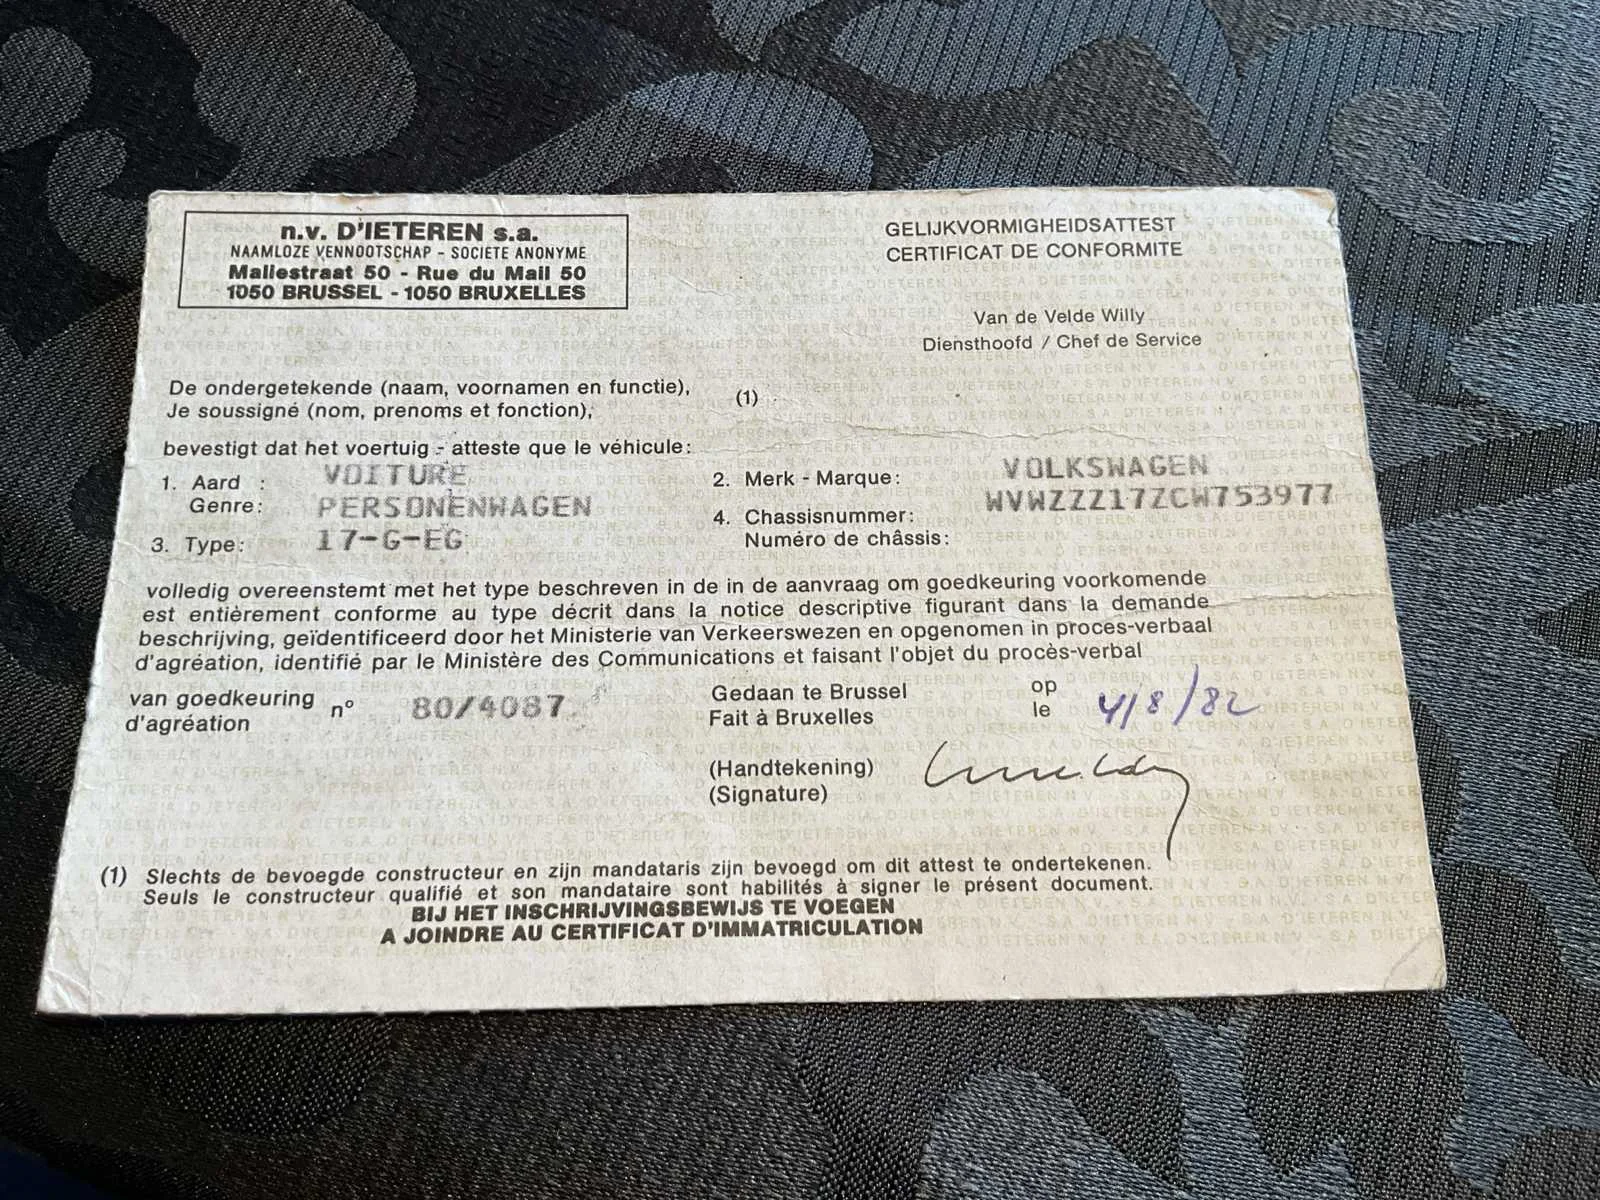 n.v. D'IETEREN s.a.
NAAMLOZE VENNOOTSCHAP - SOCIETE ANONYME
Maliestraat 50 - Rue du Mail 50
1050 BRUSSEL - 1050 BRUXELLES
GELIJKVORMIGHEIDSATTEST
CERTIFICAT DE CONFORMITE
Van de Velde Willy
Diensthoofd / Chef de Service
De ondergetekende (naam, voornamen en functie),
Je soussigné (nom, prenoms et fonction),
(1)
bevestigt dat het voertuig - atteste que le véhicule:
1. Aard : VOITURE
Genre: PERSONENWAGEN
2. Merk - Marque: VOLKSWAGEN
3. Type: 17-G-EG
4. Chassisnummer: WVWZZZ17ZCW753977
Numéro de châssis:
volledig overeenstemt met het type beschreven in de in de aanvraag om goedkeuring voorkomende
est entièrement conforme au type décrit dans la notice descriptive figurant dans la demande
beschrijving, geïdentificeerd door het Ministerie van Verkeerswezen en opgenomen in proces-verbaal
d'agréation, identifié par le Ministère des Communications et faisant l'objet du procès-verbal
van goedkeuring
d'agréation
n° 80/4087
Gedaan te Brussel op
Fait à Bruxelles le
4/8/82
(Handtekening)
(Signature)
(1) Slechts de bevoegde constructeur en zijn mandataris zijn bevoegd om dit attest te ondertekenen.
Seuls le constructeur qualifié et son mandataire sont habilités à signer le présent document.
BIJ HET INSCHRIJVINGSBEWIJS TE VOEGEN
A JOINDRE AU CERTIFICAT D'IMMATRICULATION